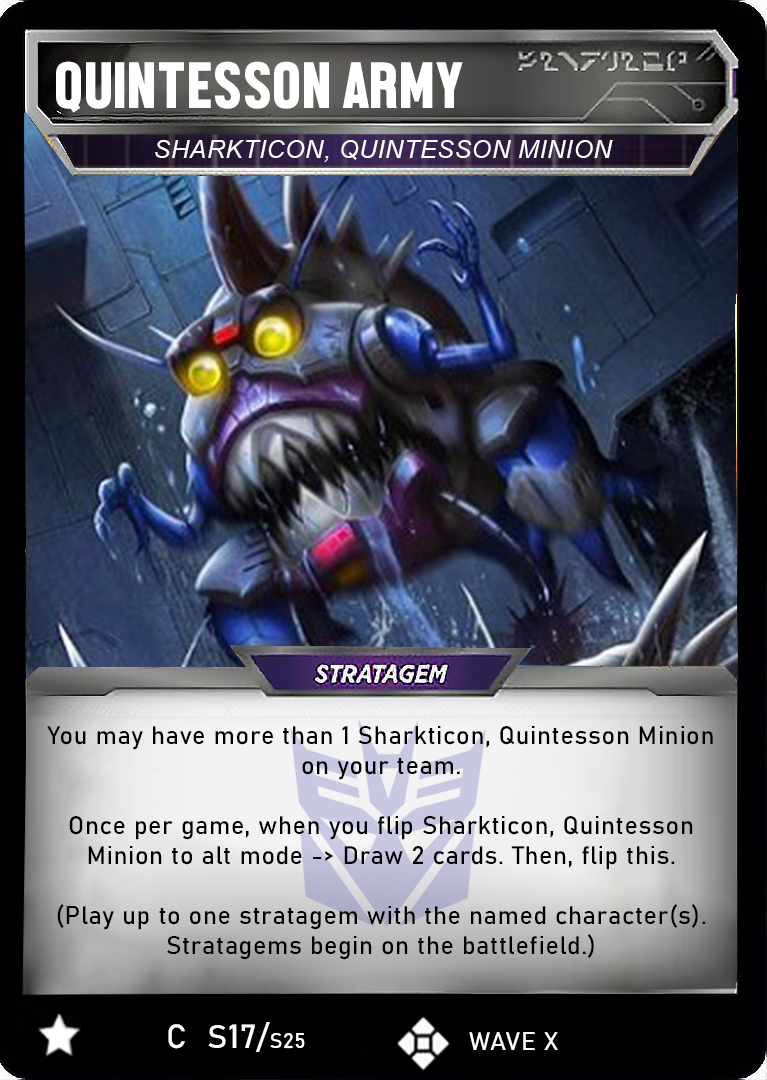 QUINTESSON ARMY
SHARKTICON, QUINTESSON MINION
STRATAGEM
You may have more than 1 Sharkticon, Quintesson Minion
on your team.
Once per game, when you flip Sharkticon, Quintesson
Minion to alt mode -> Draw 2 cards. Then, flip this.
(Play up to one stratagem with the named character(s).
Stratagems begin on the battlefield.)
C S17/S25 WAVE X